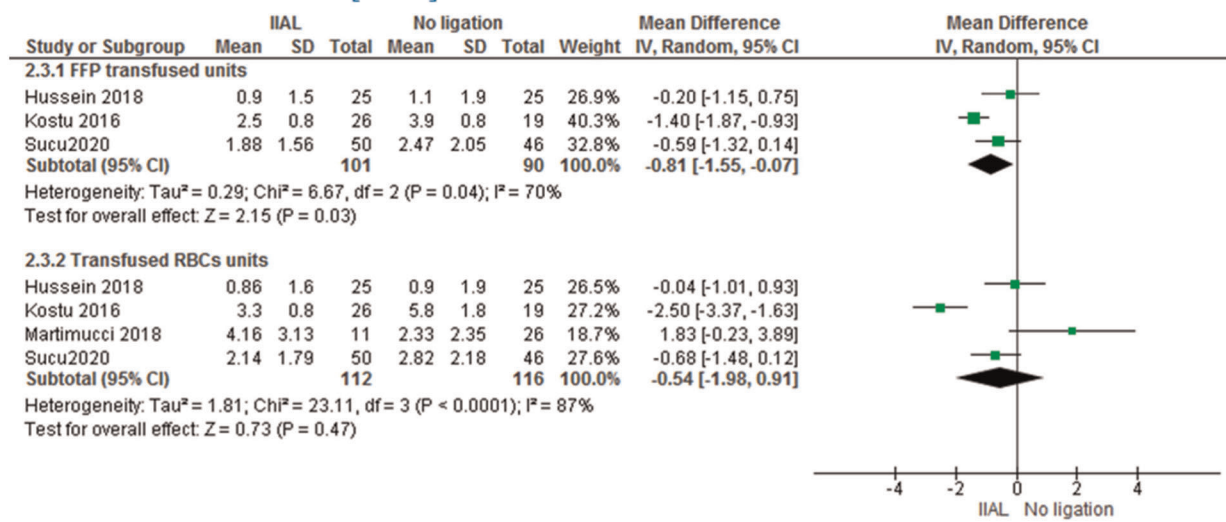 IIAL No ligation Mean Difference Mean Difference
Study or Subgroup Mean SD Total Mean SD Total Weight IV, Random, 95% CI IV, Random, 95% CI
2.3.1 FFP transfused units
Hussein 2018 0.9 1.5 25 1.1 1.9 25 26.9% -0.20 [-1.15, 0.75]
Kostu 2016 2.5 0.8 26 3.9 0.8 19 40.3% -1.40 [-1.87, -0.93]
Sucu2020 1.88 1.56 50 2.47 2.05 46 32.8% -0.59 [-1.32, 0.14]
Subtotal (95% CI) 101 90 100.0% -0.81 [-1.55, -0.07]
Heterogeneity: Tau² = 0.29; Chi² = 6.67, df = 2 (P = 0.04); I² = 70%
Test for overall effect: Z = 2.15 (P = 0.03)
2.3.2 Transfused RBCs units
Hussein 2018 0.86 1.6 25 0.9 1.9 25 26.5% -0.04 [-1.01, 0.93]
Kostu 2016 3.3 0.8 26 5.8 1.8 19 27.2% -2.50 [-3.37, -1.63]
Martimucci 2018 4.16 3.13 11 2.33 2.35 26 18.7% 1.83 [-0.23, 3.89]
Sucu2020 2.14 1.79 50 2.82 2.18 46 27.6% -0.68 [-1.48, 0.12]
Subtotal (95% CI) 112 116 100.0% -0.54 [-1.98, 0.91]
Heterogeneity: Tau² = 1.81; Chi² = 23.11, df = 3 (P < 0.0001); I² = 87%
Test for overall effect: Z = 0.73 (P = 0.47)
-4 -2 0 2 4
IIAL No ligation